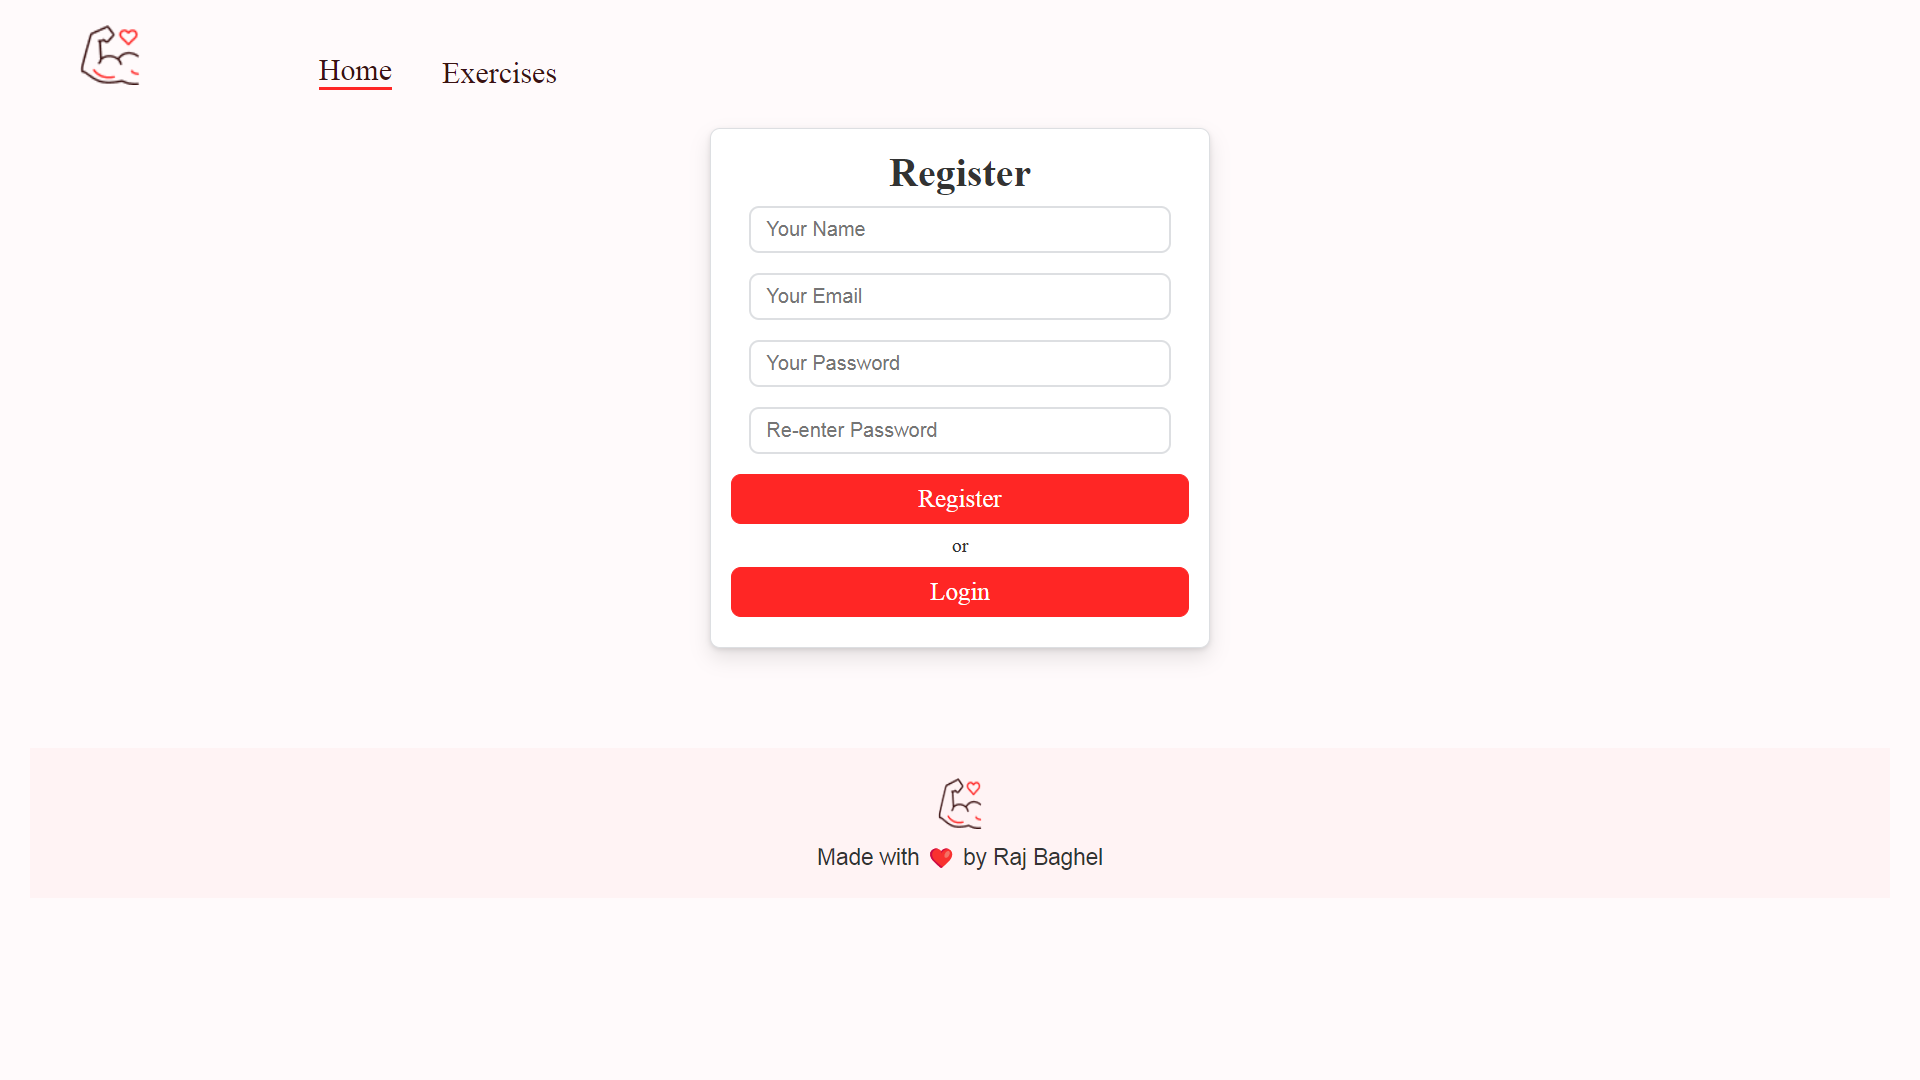 Home
Exercises
Register
Your Name
Your Email
Your Password
Re-enter Password
Register
or
Login
Made with ❤️ by Raj Baghel